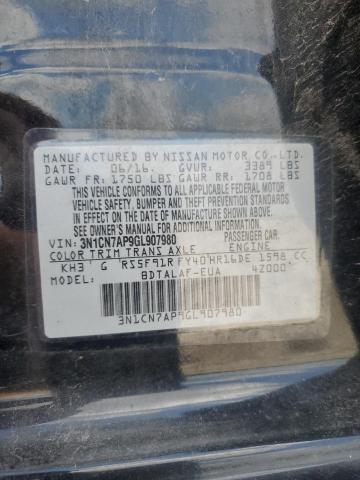 MANUFACTURED BY NISSAN MOTOR CO., LTD.
DATE: 06/16. GVWR: 3389 LBS
GAWR FR: 1750 LBS GAWR RR: 1708 LBS
THIS VEHICLE CONFORMS TO ALL APPLICABLE FEDERAL MOTOR
VEHICLE SAFETY, BUMPER, AND THEFT PREVENTION STANDARDS
IN EFFECT ON THE DATE OF MANUFACTURE SHOWN ABOVE.
SEE OWNER'S MANUAL FOR ADDITIONAL INFORMATION.
VIN: 3N1CN7AP9GL907980 PASSENGER CAR.
COLOR TRIM TRANS AXLE ENGINE
KH3 G RS5F91R FY40 HR16DE 1598 CC
MODEL: BDTALAF-EUA 4Z000
3N1CN7AP9GL907980